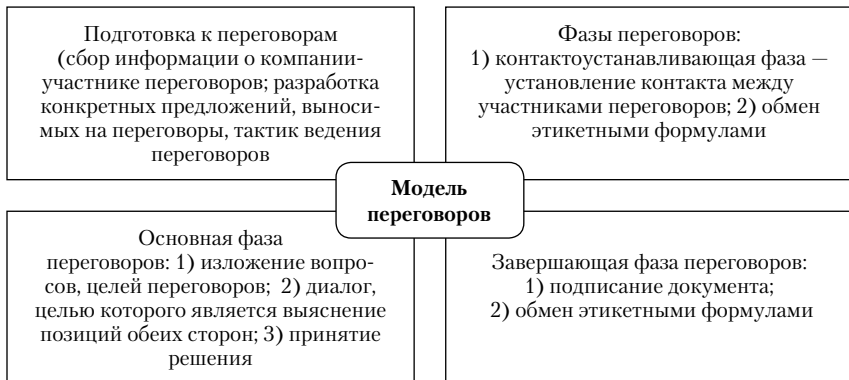 Подготовка к переговорам
(сбор информации о компании-
участнике переговоров; разработка
конкретных предложений, выноси-
мых на переговоры, тактик ведения
переговоров
Фазы переговоров:
1) контактоустанавливающая фаза —
установление контакта между
участниками переговоров; 2) обмен
этикетными формулами
Модель
переговоров
Основная фаза
переговоров: 1) изложение вопро-
сов, целей переговоров; 2) диалог,
целью которого является выяснение
позиций обеих сторон; 3) принятие
решения
Завершающая фаза переговоров:
1) подписание документа;
2) обмен этикетными формулами